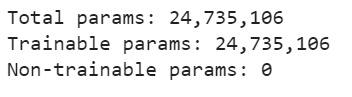 Total params: 24,735,106
Trainable params: 24,735,106
Non-trainable params: 0